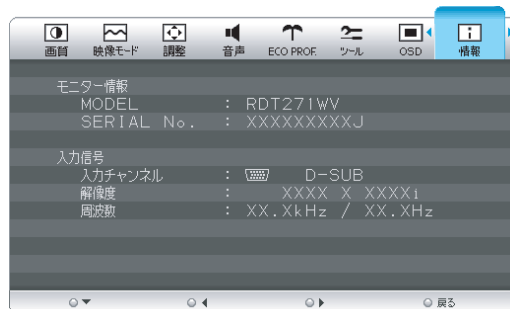 画質 映像モード 調整 音声 ECO PROF. ツール OSD 情報
モニター情報
MODEL : RDT271WV
SERIAL No. : XXXXXXXXXJ
入力信号
入力チャンネル : D-SUB
解像度 : XXXX X XXXXi
周波数 : XX.XkHz / XX.XHz
戻る